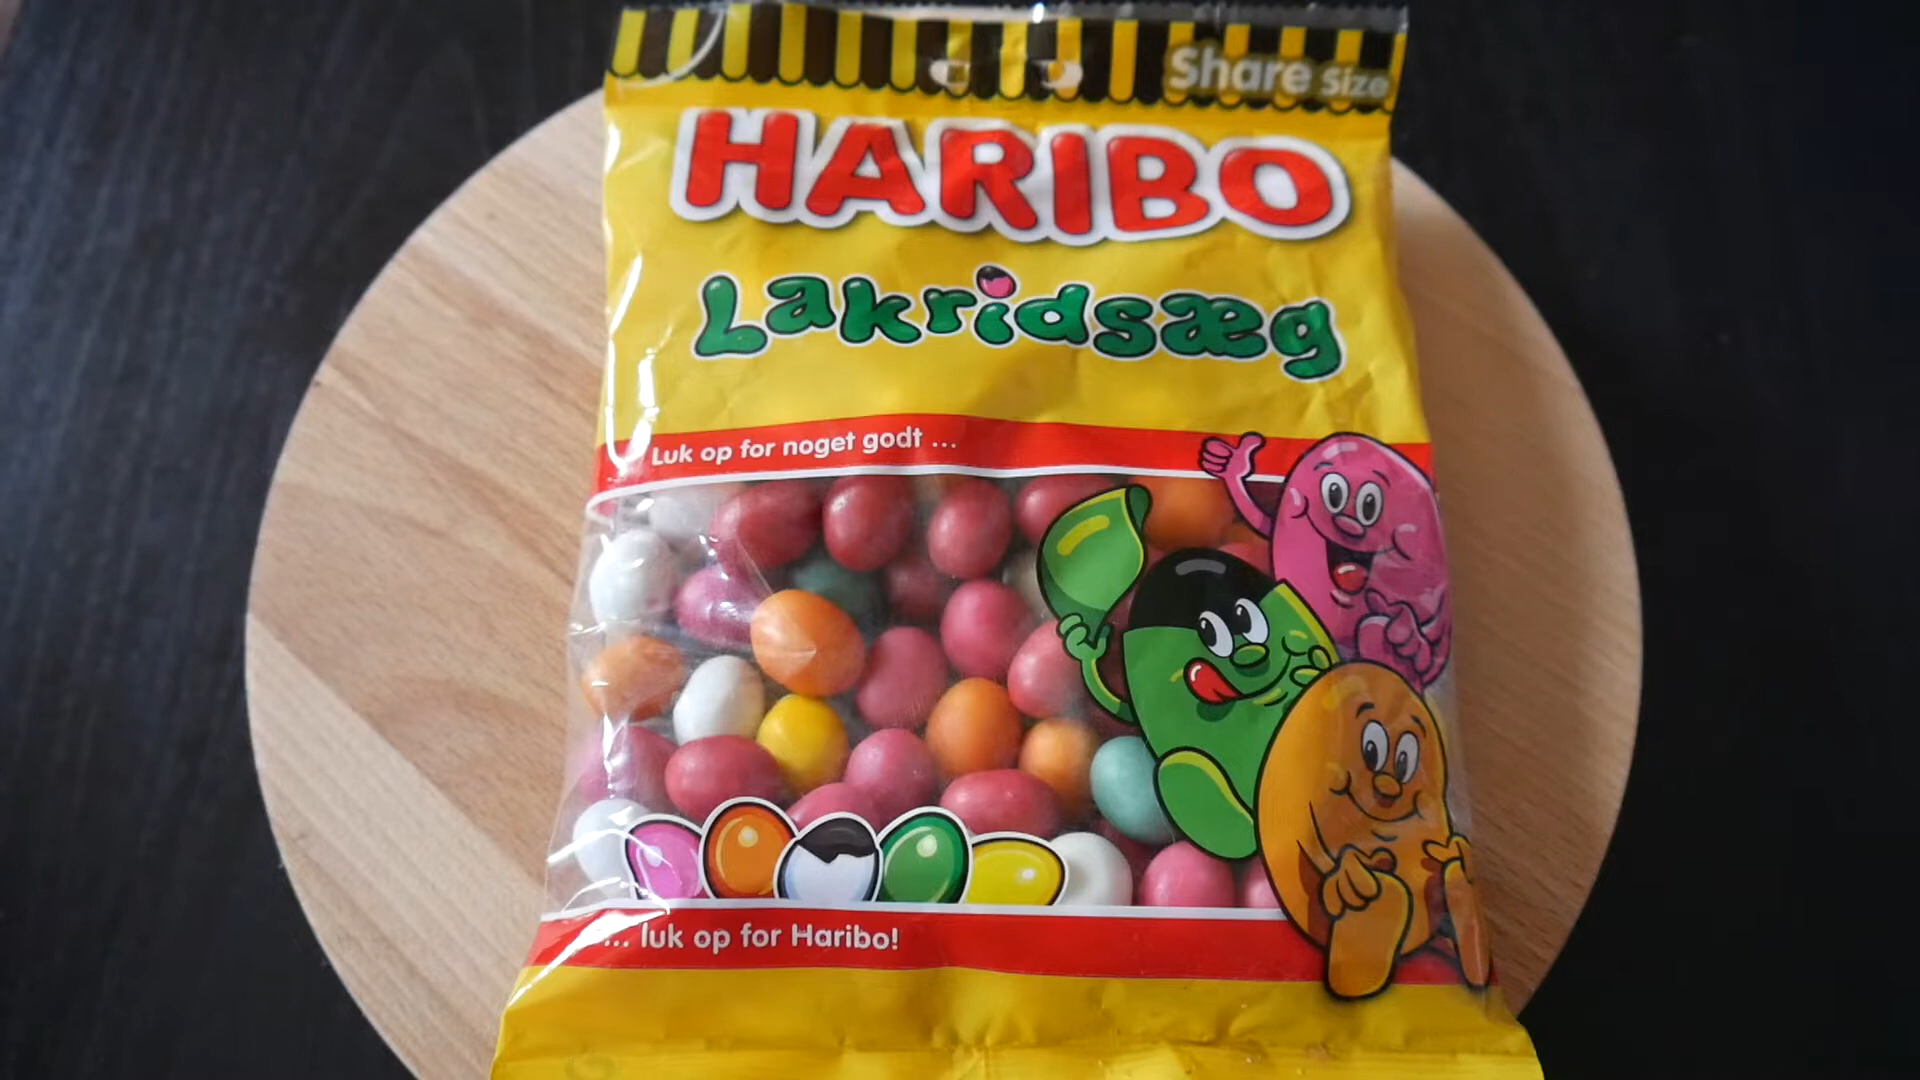 Share Size
HARIBO
Lakridsæg
Luk op for noget godt ...
... luk op for Haribo!